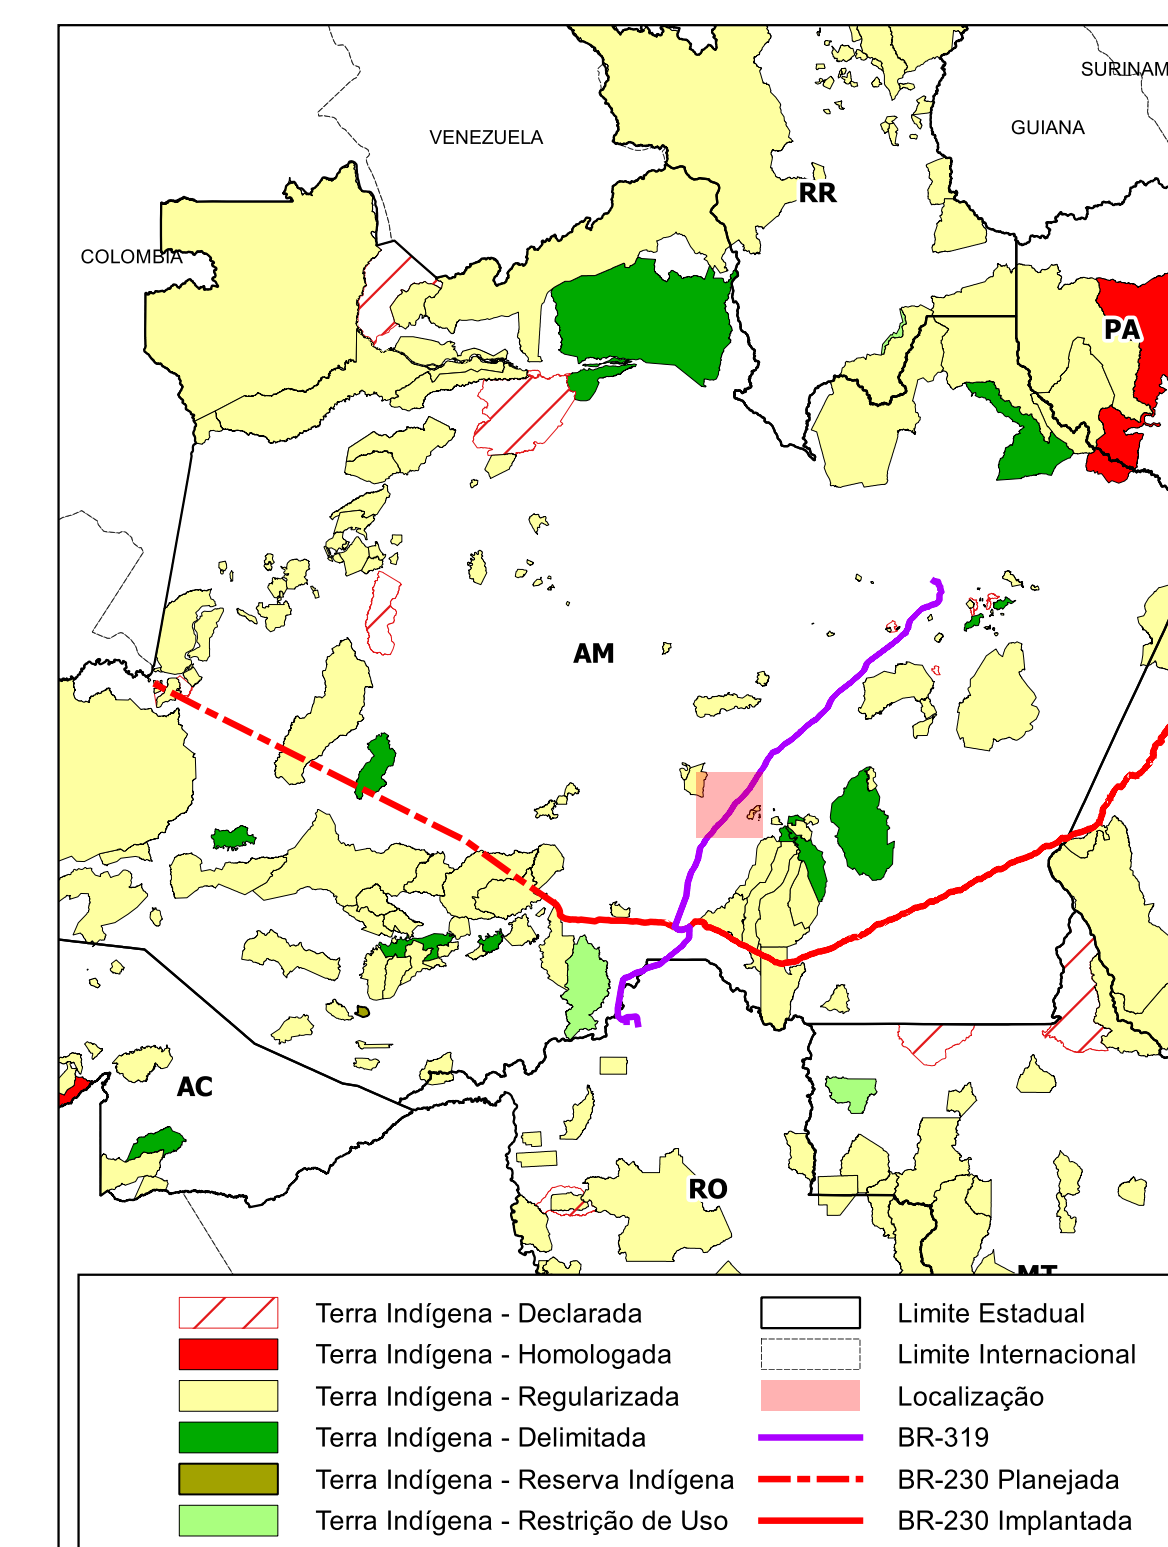 SURINAM
GUIANA
VENEZUELA
RR
COLOMBIA
PA
AM
AC
RO
MT
Terra Indígena - Declarada
Terra Indígena - Homologada
Terra Indígena - Regularizada
Terra Indígena - Delimitada
Terra Indígena - Reserva Indígena
Terra Indígena - Restrição de Uso
Limite Estadual
Limite Internacional
Localização
BR-319
BR-230 Planejada
BR-230 Implantada